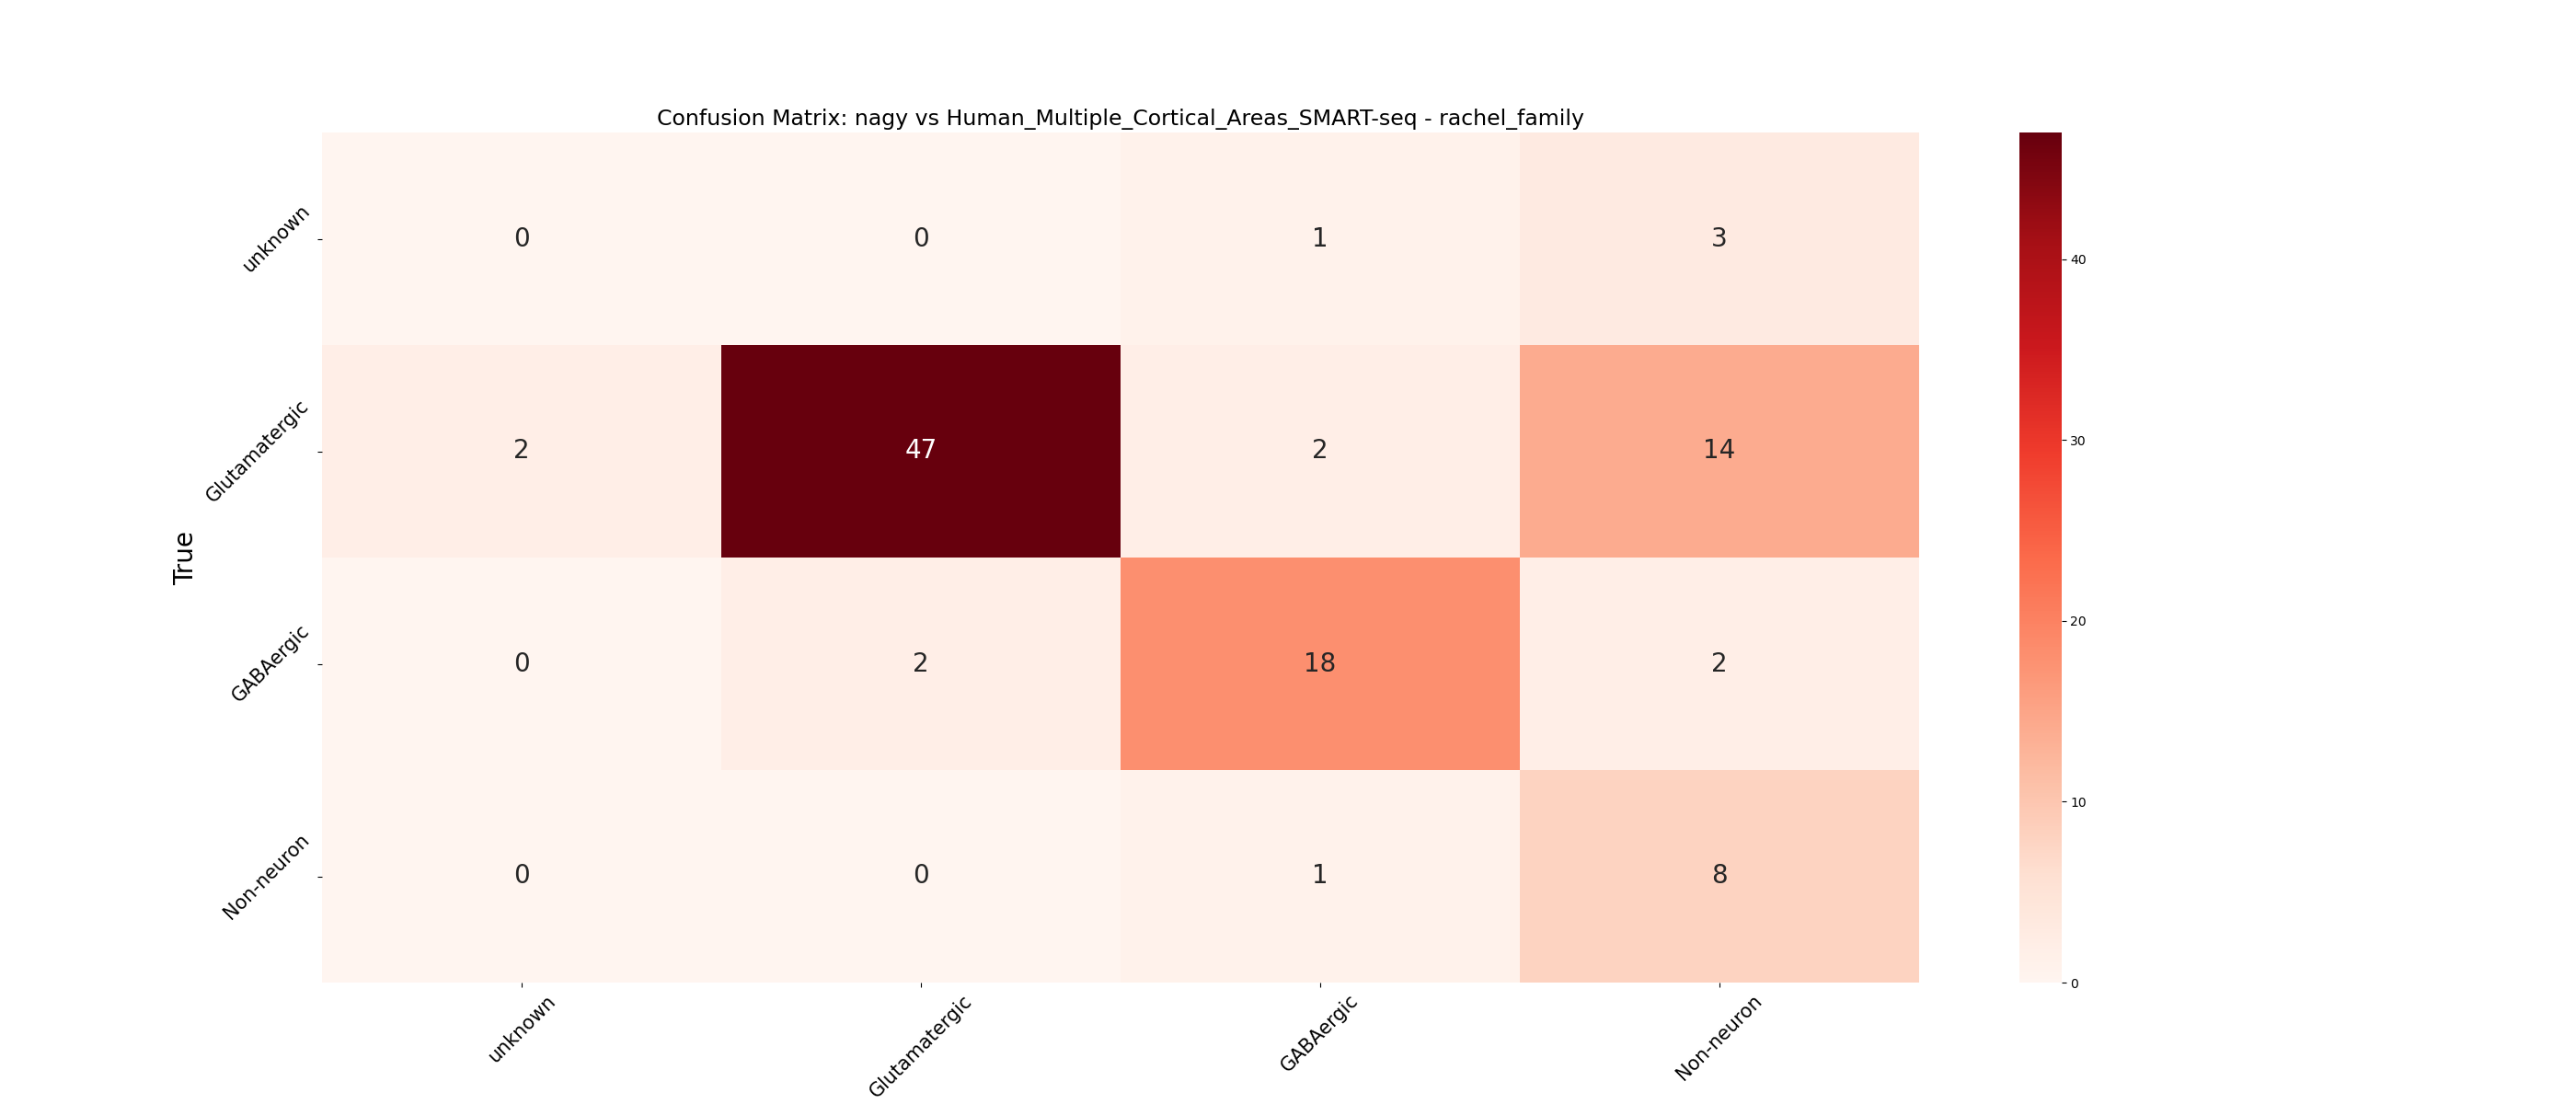 Confusion Matrix: nagy vs Human_Multiple_Cortical_Areas_SMART-seq - rachel_family
True
unknown 0 0 1 3
Glutamatergic 2 47 2 14
GABAergic 0 2 18 2
Non-neuron 0 0 1 8
unknown Glutamatergic GABAergic Non-neuron
40
30
20
10
0